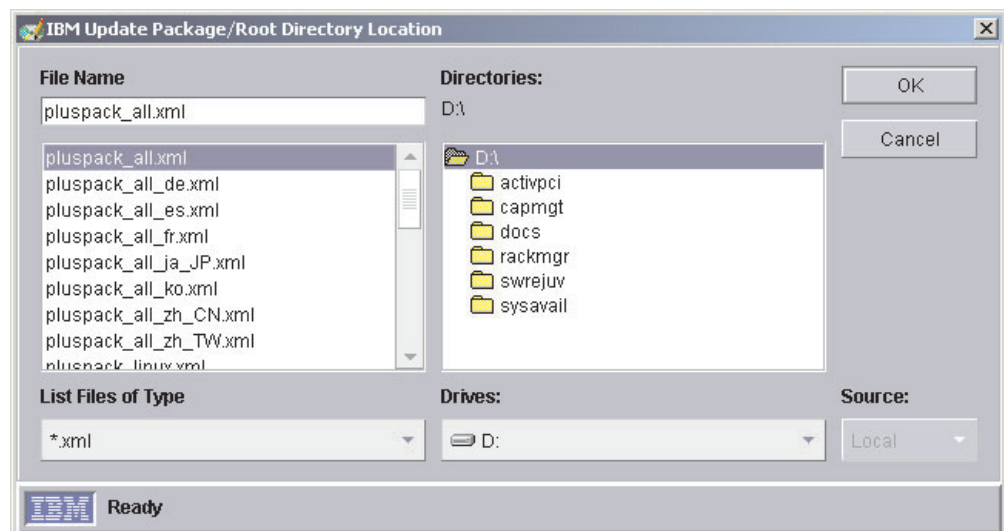 IBM Update Package/Root Directory Location
File Name
pluspack_all.xml
pluspack_all.xml
pluspack_all_de.xml
pluspack_all_es.xml
pluspack_all_fr.xml
pluspack_all_ja_JP.xml
pluspack_all_ko.xml
pluspack_all_zh_CN.xml
pluspack_all_zh_TW.xml
pluspack_linux.xml
List Files of Type
*.xml
Directories:
D:\
D:\
activpci
capmgt
docs
rackmgr
swrejuv
sysavail
Drives:
D:
OK
Cancel
Source:
Local
IBM Ready